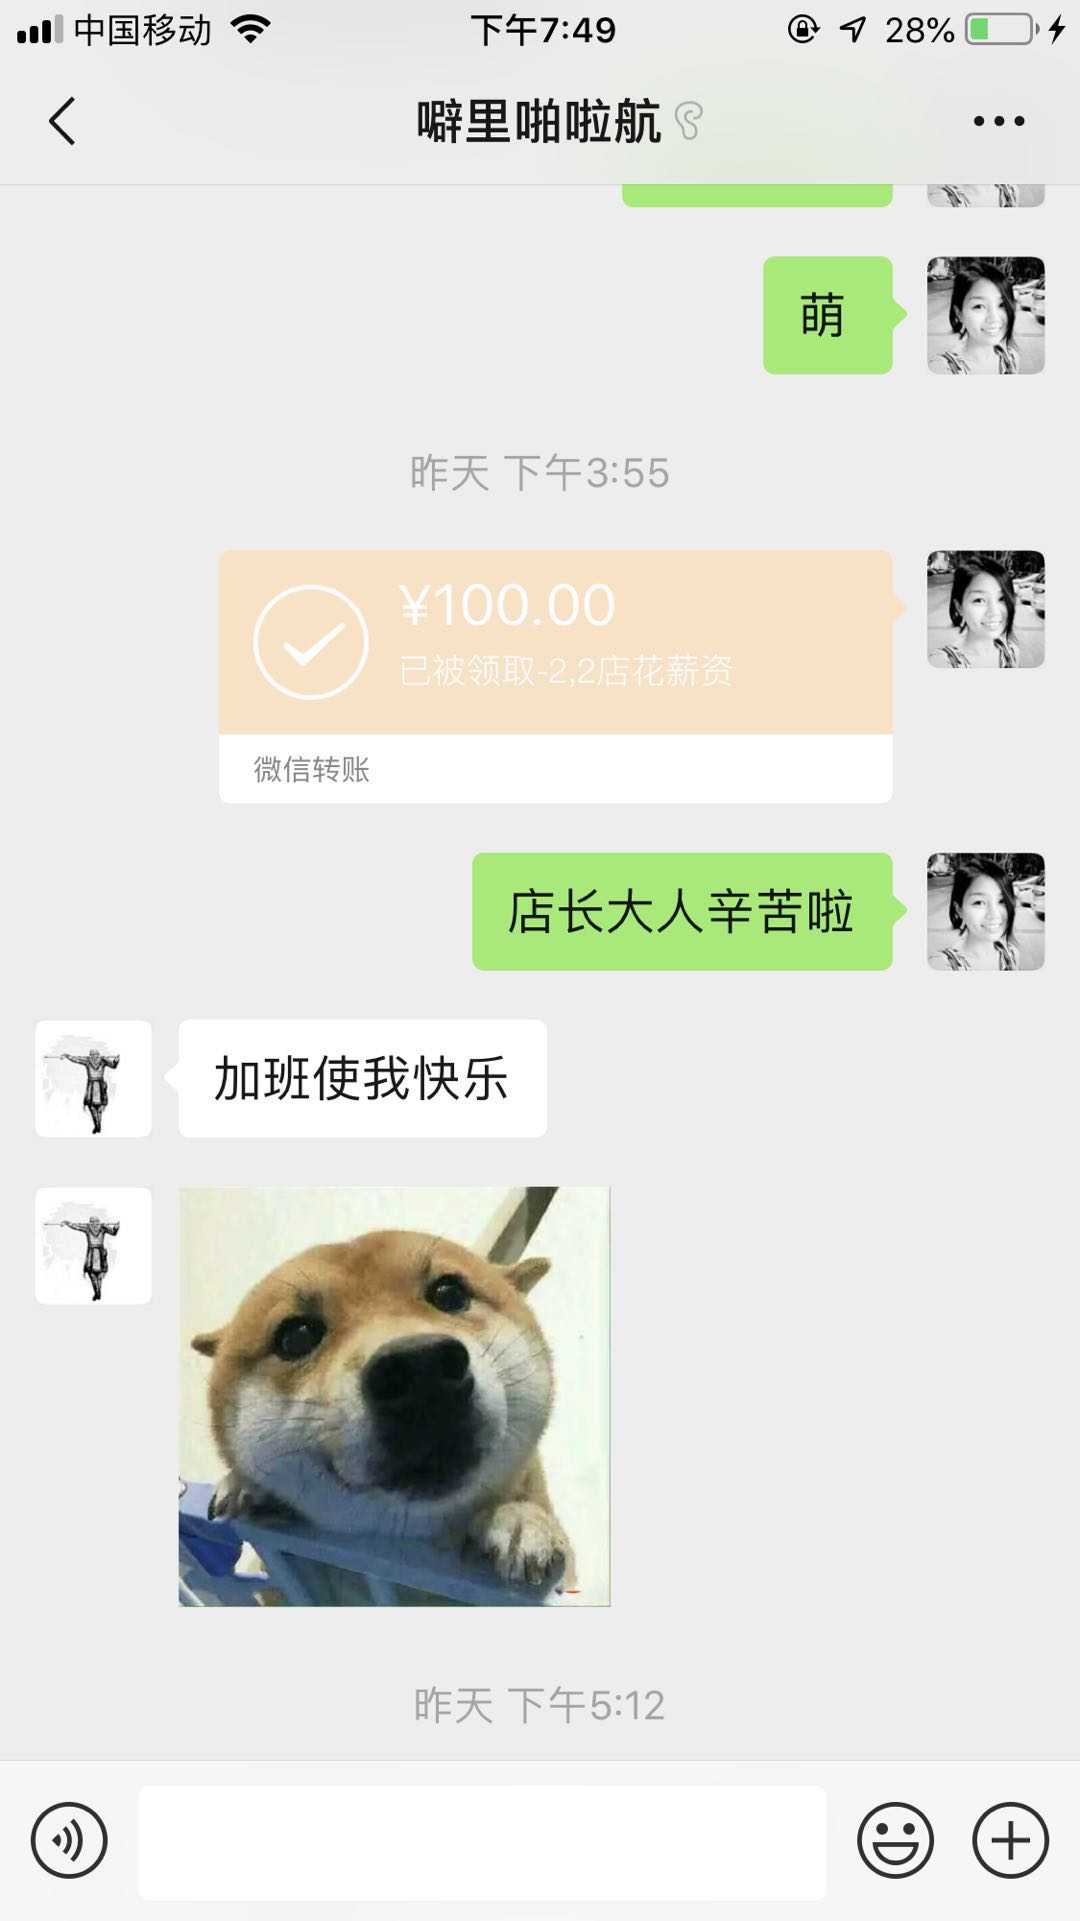 中国移动 下午7:49 28%
噼里啪啦航
萌
昨天 下午3:55
¥100.00
已被领取-2,2店花薪资
微信转账
店长大人辛苦啦
加班使我快乐
昨天 下午5:12